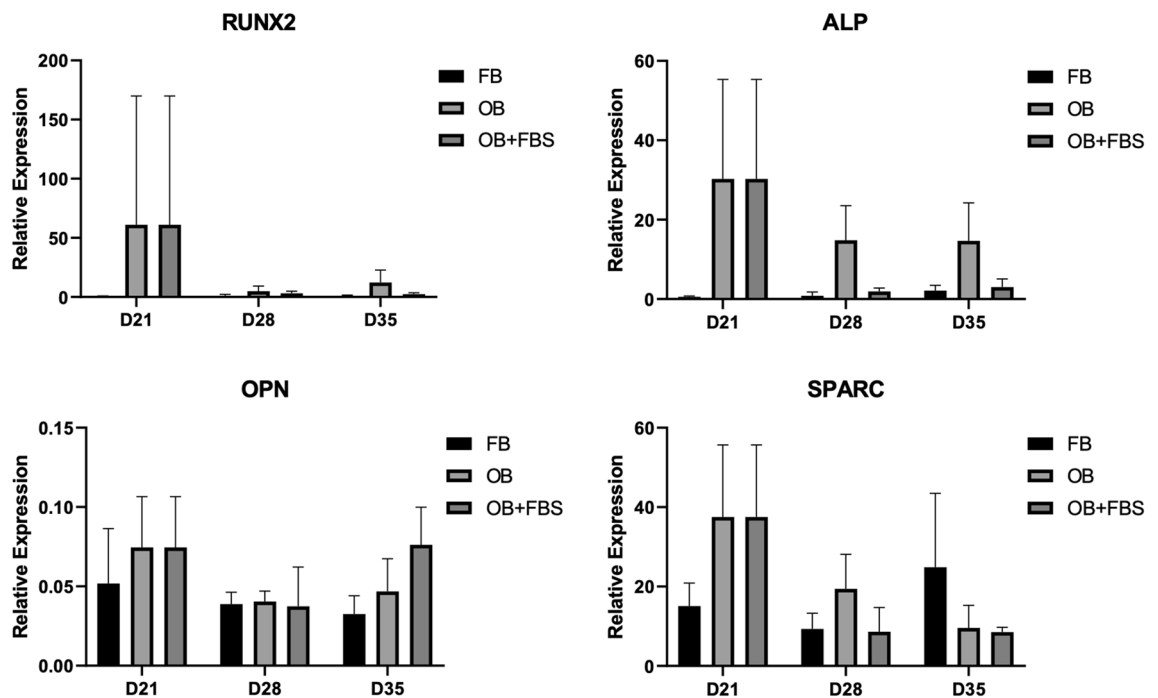 RUNX2
Relative Expression
200
150
100
50
0
D21
D28
D35
FB
OB
OB+FBS
ALP
Relative Expression
60
40
20
0
D21
D28
D35
FB
OB
OB+FBS
OPN
Relative Expression
0.15
0.10
0.05
0.00
D21
D28
D35
FB
OB
OB+FBS
SPARC
Relative Expression
60
40
20
0
D21
D28
D35
FB
OB
OB+FBS